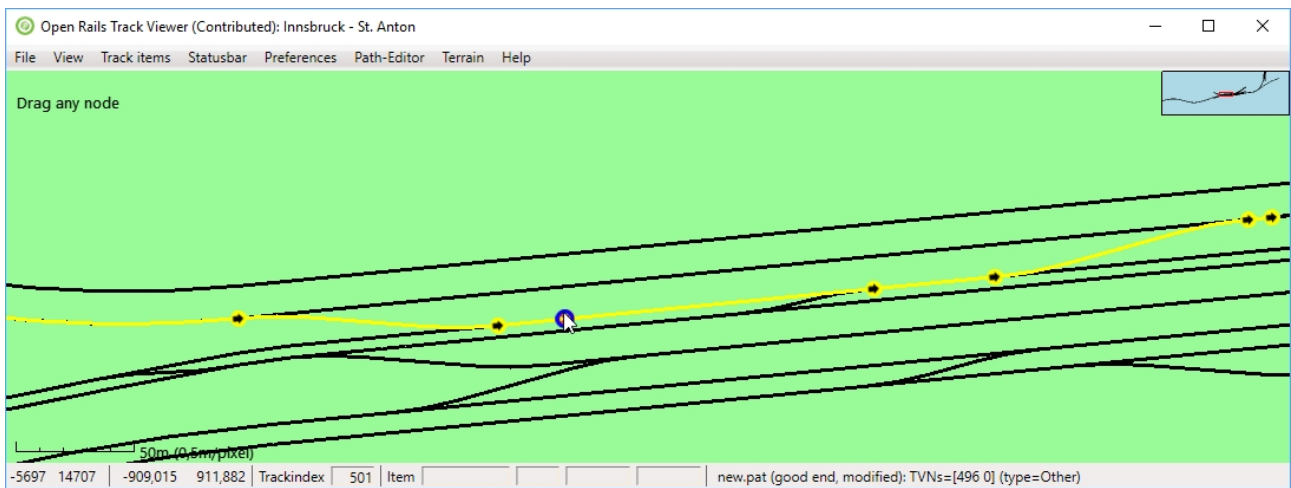 Open Rails Track Viewer (Contributed): Innsbruck - St. Anton
File View Track items Statusbar Preferences Path-Editor Terrain Help
Drag any node
50m (0,5m/pixel)
-5697 14707 -909,015 911,882 Trackindex 501 Item new.pat (good end, modified): TVNs=[496 0] (type=Other)